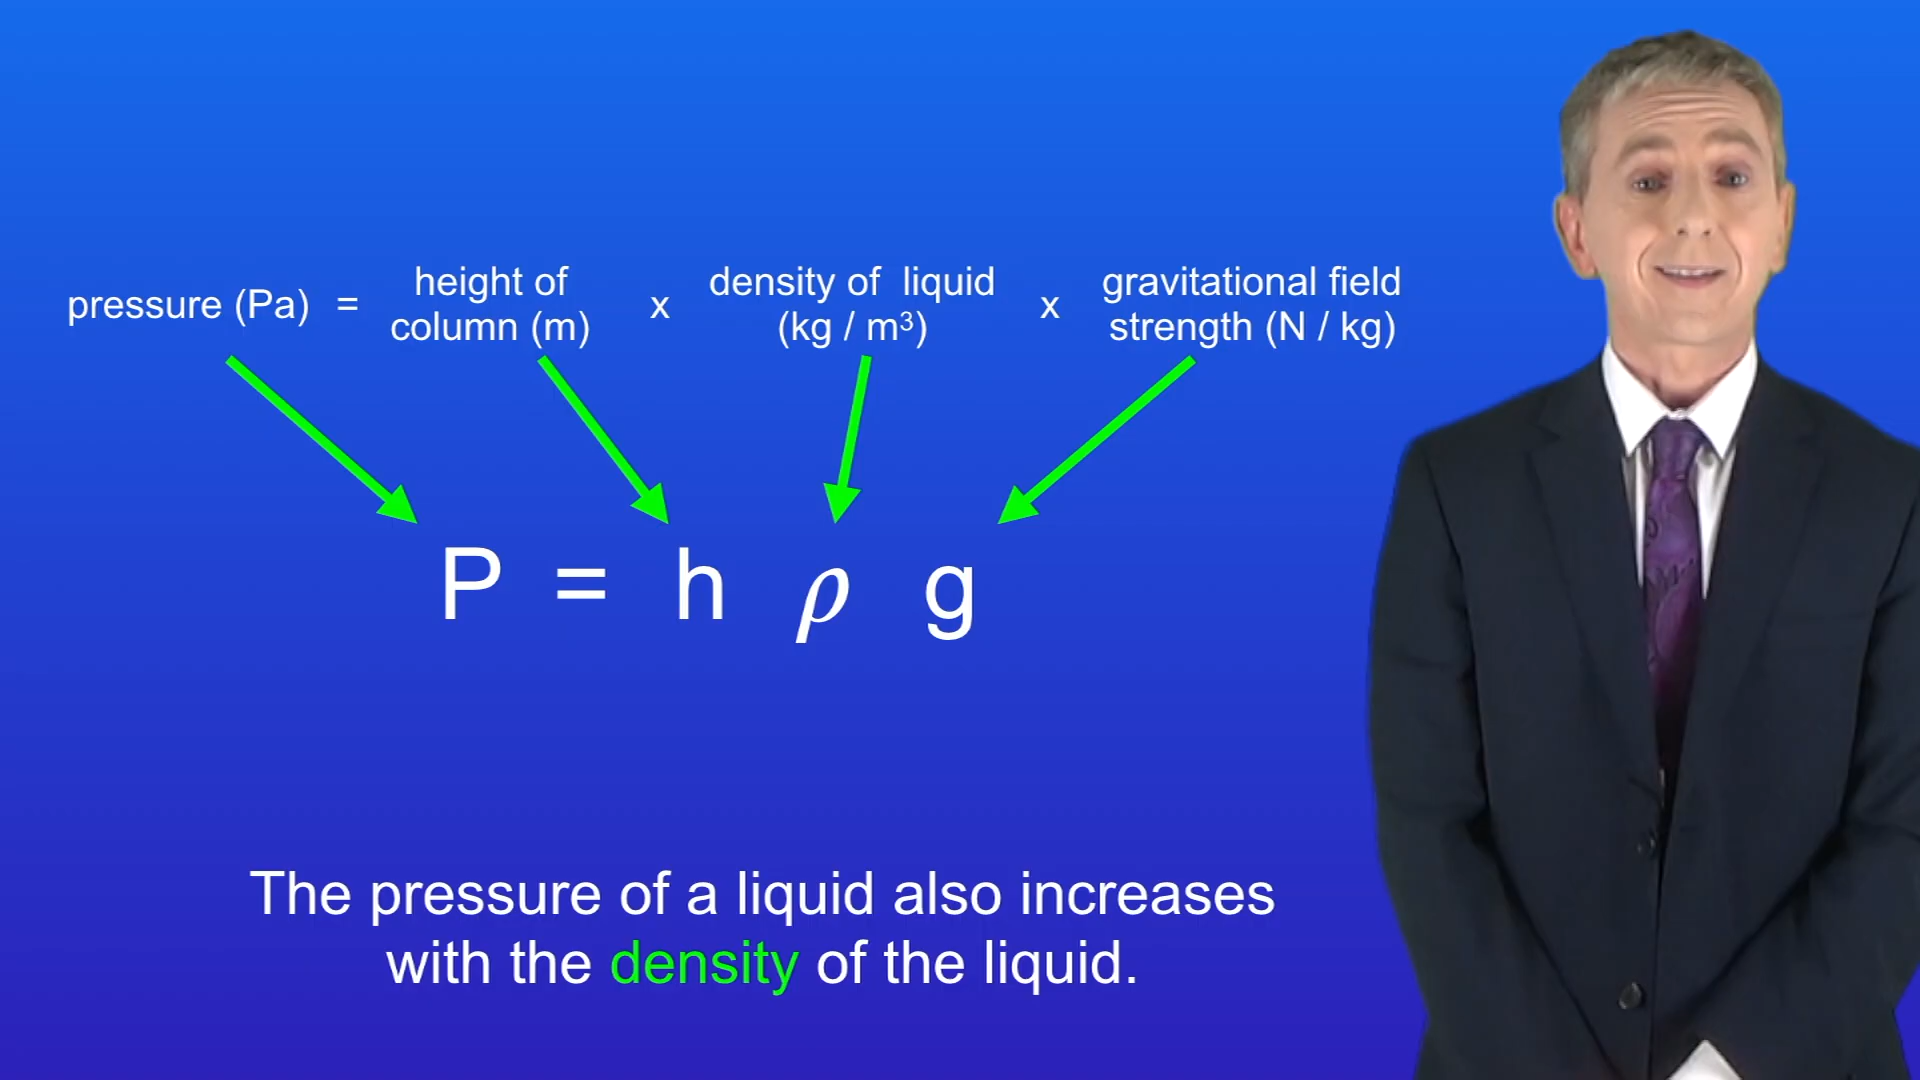 pressure (Pa) = height of column (m) x density of liquid (kg / m³) x gravitational field strength (N / kg)
P = h ρ g
The pressure of a liquid also increases
with the density of the liquid.